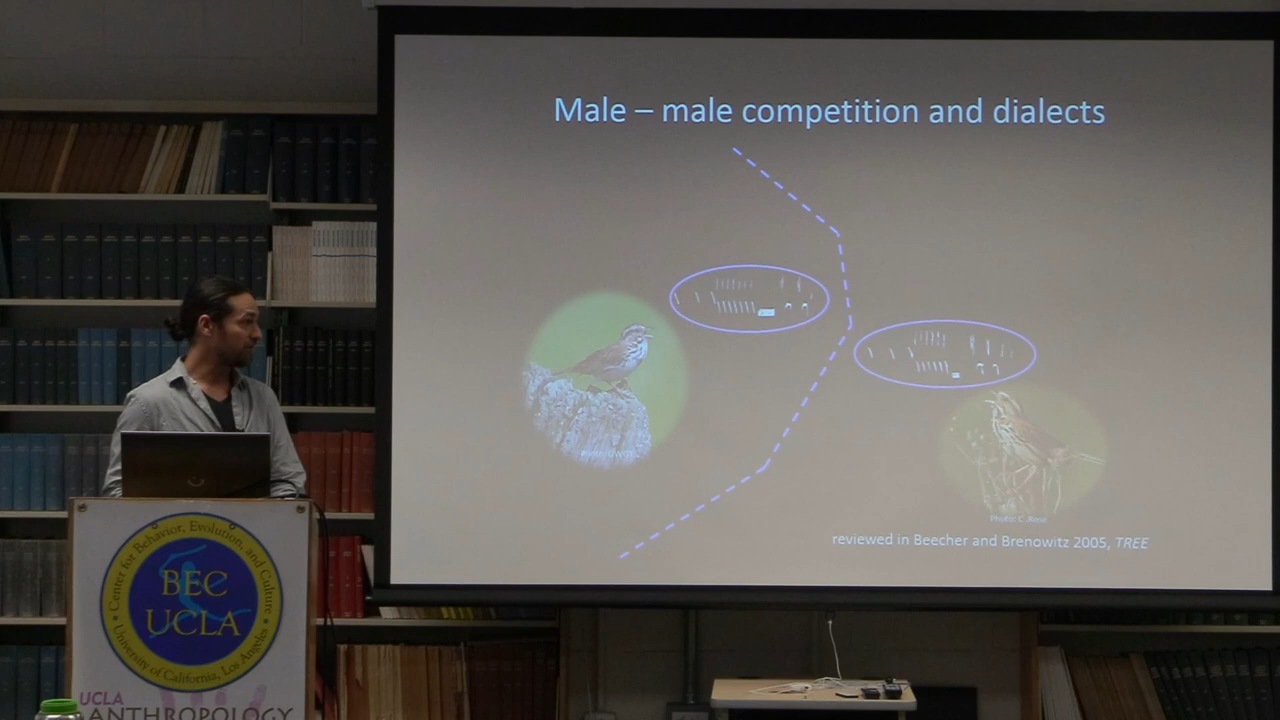 Male – male competition and dialects
Photo: C. Rose
reviewed in Beecher and Brenowitz 2005, TREE
Center for Behavior, Evolution, and Culture
BEC
UCLA
University of California, Los Angeles
UCLA
ANTHROPOLOGY